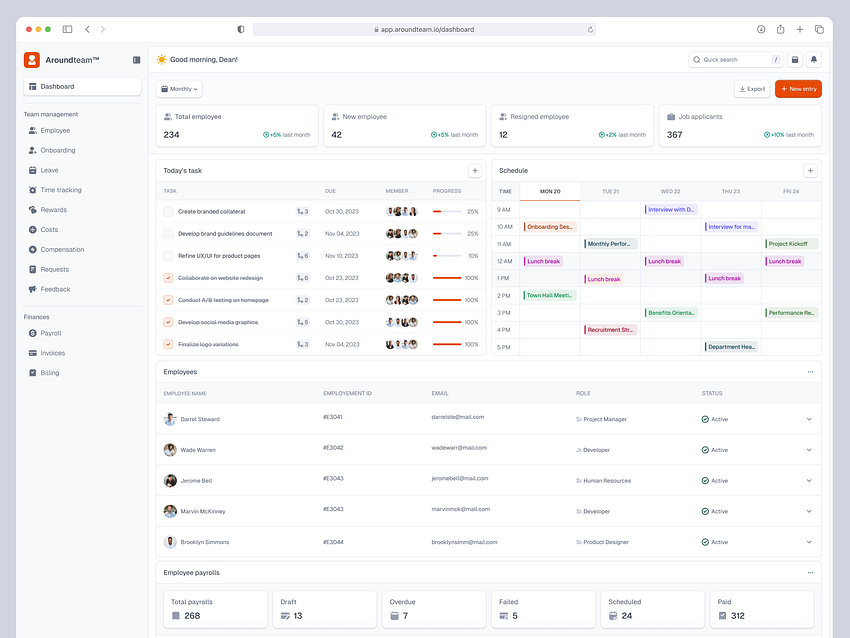 app.aroundteam.io/dashboard
Aroundteam™
Good morning, Dean!
Quick search /
Dashboard
Monthly
Export
New entry
Team management
Employee
Onboarding
Leave
Time tracking
Rewards
Costs
Compensation
Requests
Feedback
Finances
Payroll
Invoices
Billing
Total employee
234 +5% last month
New employee
42 +5% last month
Resigned employee
12 +2% last month
Job applicants
367 +10% last month
Today's task
TASK DUE MEMBER PROGRESS
Create branded collateral 3 Oct 30, 2023 25%
Develop brand guidelines document 2 Nov 04, 2023 25%
Refine UX/UI for product pages 6 Nov 10, 2023 10%
Collaborate on website redesign 6 Oct 23, 2023 100%
Conduct A/B testing on homepage 2 Oct 23, 2023 100%
Develop social media graphics 5 Oct 30, 2023 100%
Finalize logo variations 3 Nov 04, 2023 100%
Schedule
TIME MON 20 TUE 21 WED 22 THU 23 FRI 24
9 AM Interview with D...
10 AM Onboarding Ses... Interview for ma...
11 AM Monthly Perfor... Project Kickoff
12 AM Lunch break Lunch break Lunch break
1 PM Lunch break Lunch break
2 PM Town Hall Meeti...
3 PM Benefits Orienta... Performance Re...
4 PM Recruitment Str...
5 PM Department Hea...
Employees
EMPLOYEE NAME EMPLOYEMENT ID EMAIL ROLE STATUS
Darrel Steward #E3041 darrelste@mail.com Sr.Project Manager Active
Wade Warren #E3042 wadewarr@mail.com Jr.Developer Active
Jerome Bell #E3043 jeromebell@mail.com Sr.Human Resources Active
Marvin McKinney #E3043 marvinmck@mail.com Sr.Developer Active
Brooklyn Simmons #E3044 brooklynsimm@mail.com Sr.Product Designer Active
Employee payrolls
Total payrolls
268
Draft
13
Overdue
7
Failed
5
Scheduled
24
Paid
312